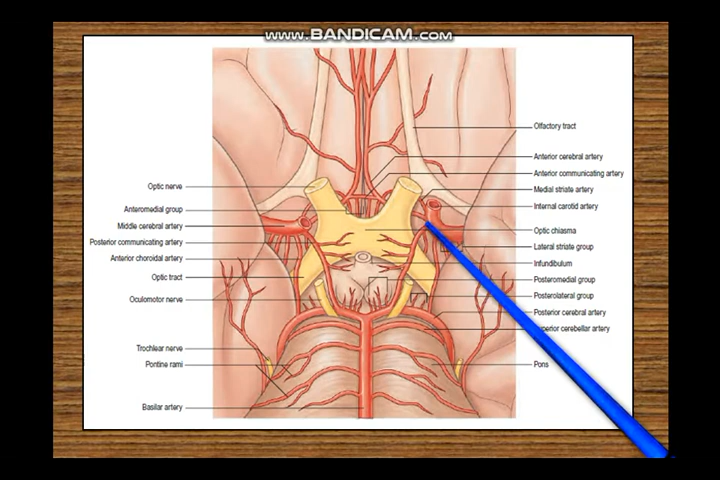 www.BANDICAM.com
Olfactory tract
Anterior cerebral artery
Anterior communicating artery
Optic nerve
Medial striate artery
Anteromedial group
Internal carotid artery
Middle cerebral artery
Optic chiasma
Posterior communicating artery
Lateral striate group
Anterior choroidal artery
Infundibulum
Optic tract
Posteromedial group
Oculomotor nerve
Posterolateral group
Posterior cerebral artery
cerebellar artery
Trochlear nerve
Pontine rami
Pons
Basilar artery